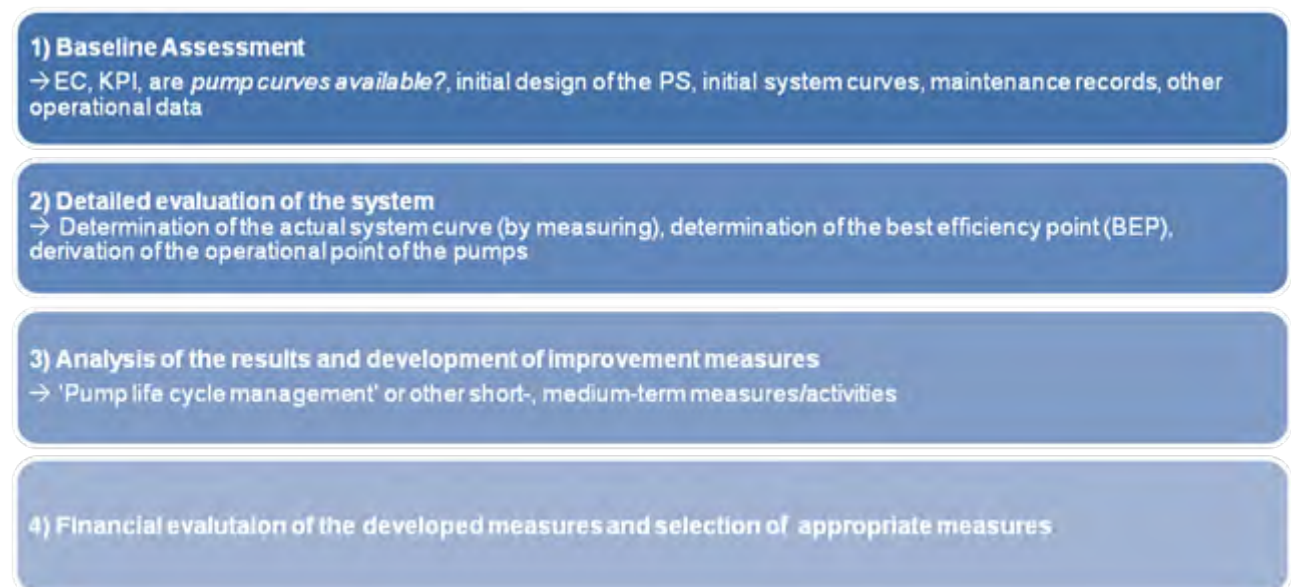 1) Baseline Assessment
→ EC, KPI, are pump curves available?, initial design of the PS, initial system curves, maintenance records, other
operational data
2) Detailed evaluation of the system
→ Determination of the actual system curve (by measuring), determination of the best efficiency point (BEP),
derivation of the operational point of the pumps
3) Analysis of the results and development of improvement measures
→ 'Pump life cycle management' or other short-, medium-term measures/activities
4) Financial evalutaion of the developed measures and selection of appropriate measures